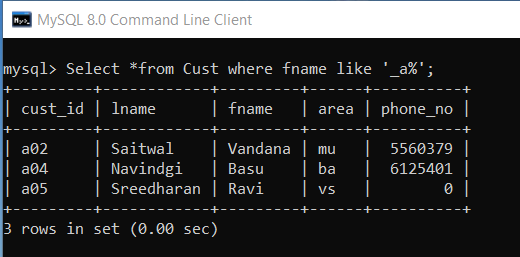 MySQL 8.0 Command Line Client
mysql> Select *from Cust where fname like '_a%';
+---------+------------+---------+------+----------+
| cust_id | lname      | fname   | area | phone_no |
+---------+------------+---------+------+----------+
| a02     | Saitwal    | Vandana | mu   |  5560379 |
| a04     | Navindgi   | Basu    | ba   |  6125401 |
| a05     | Sreedharan | Ravi    | vs   |        0 |
+---------+------------+---------+------+----------+
3 rows in set (0.00 sec)